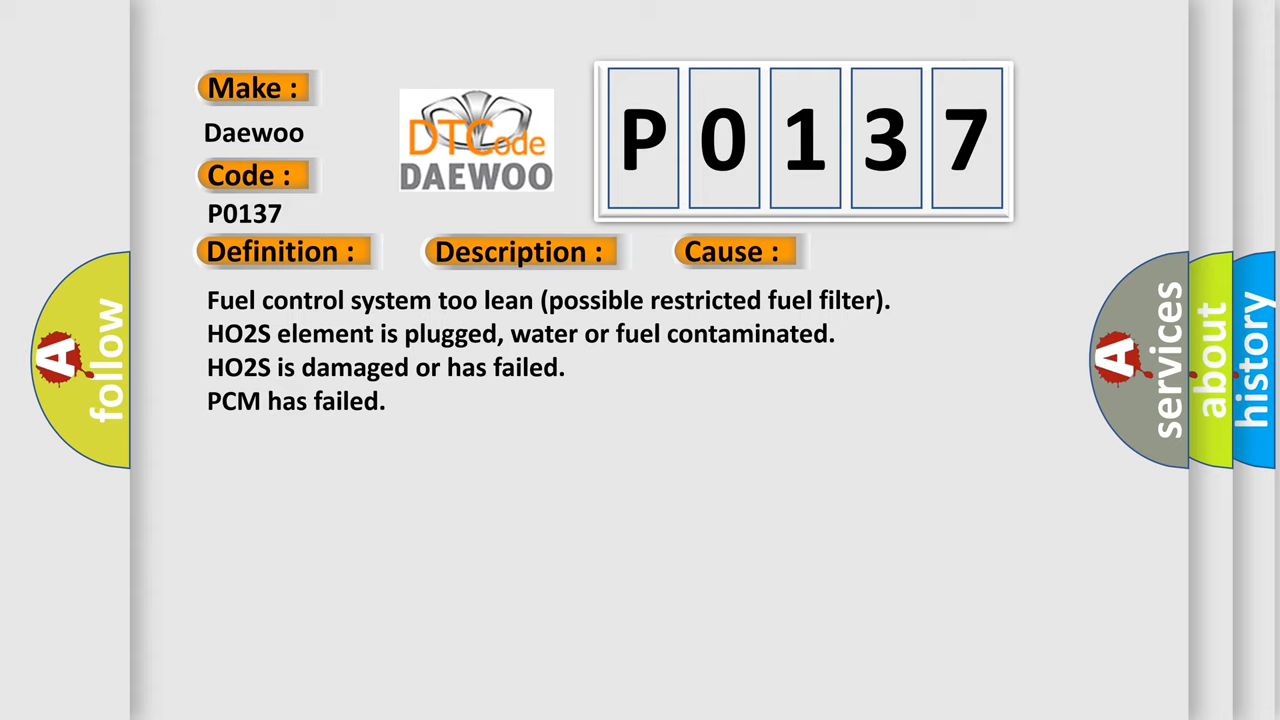 Make :
Daewoo
Code :
P0137
DTCode
DAEWOO
P 0 1 3 7
Definition :
Description :
Cause :
Fuel control system too lean (possible restricted fuel filter).
HO2S element is plugged, water or fuel contaminated.
HO2S is damaged or has failed.
PCM has failed.
A follow
A services
about
history